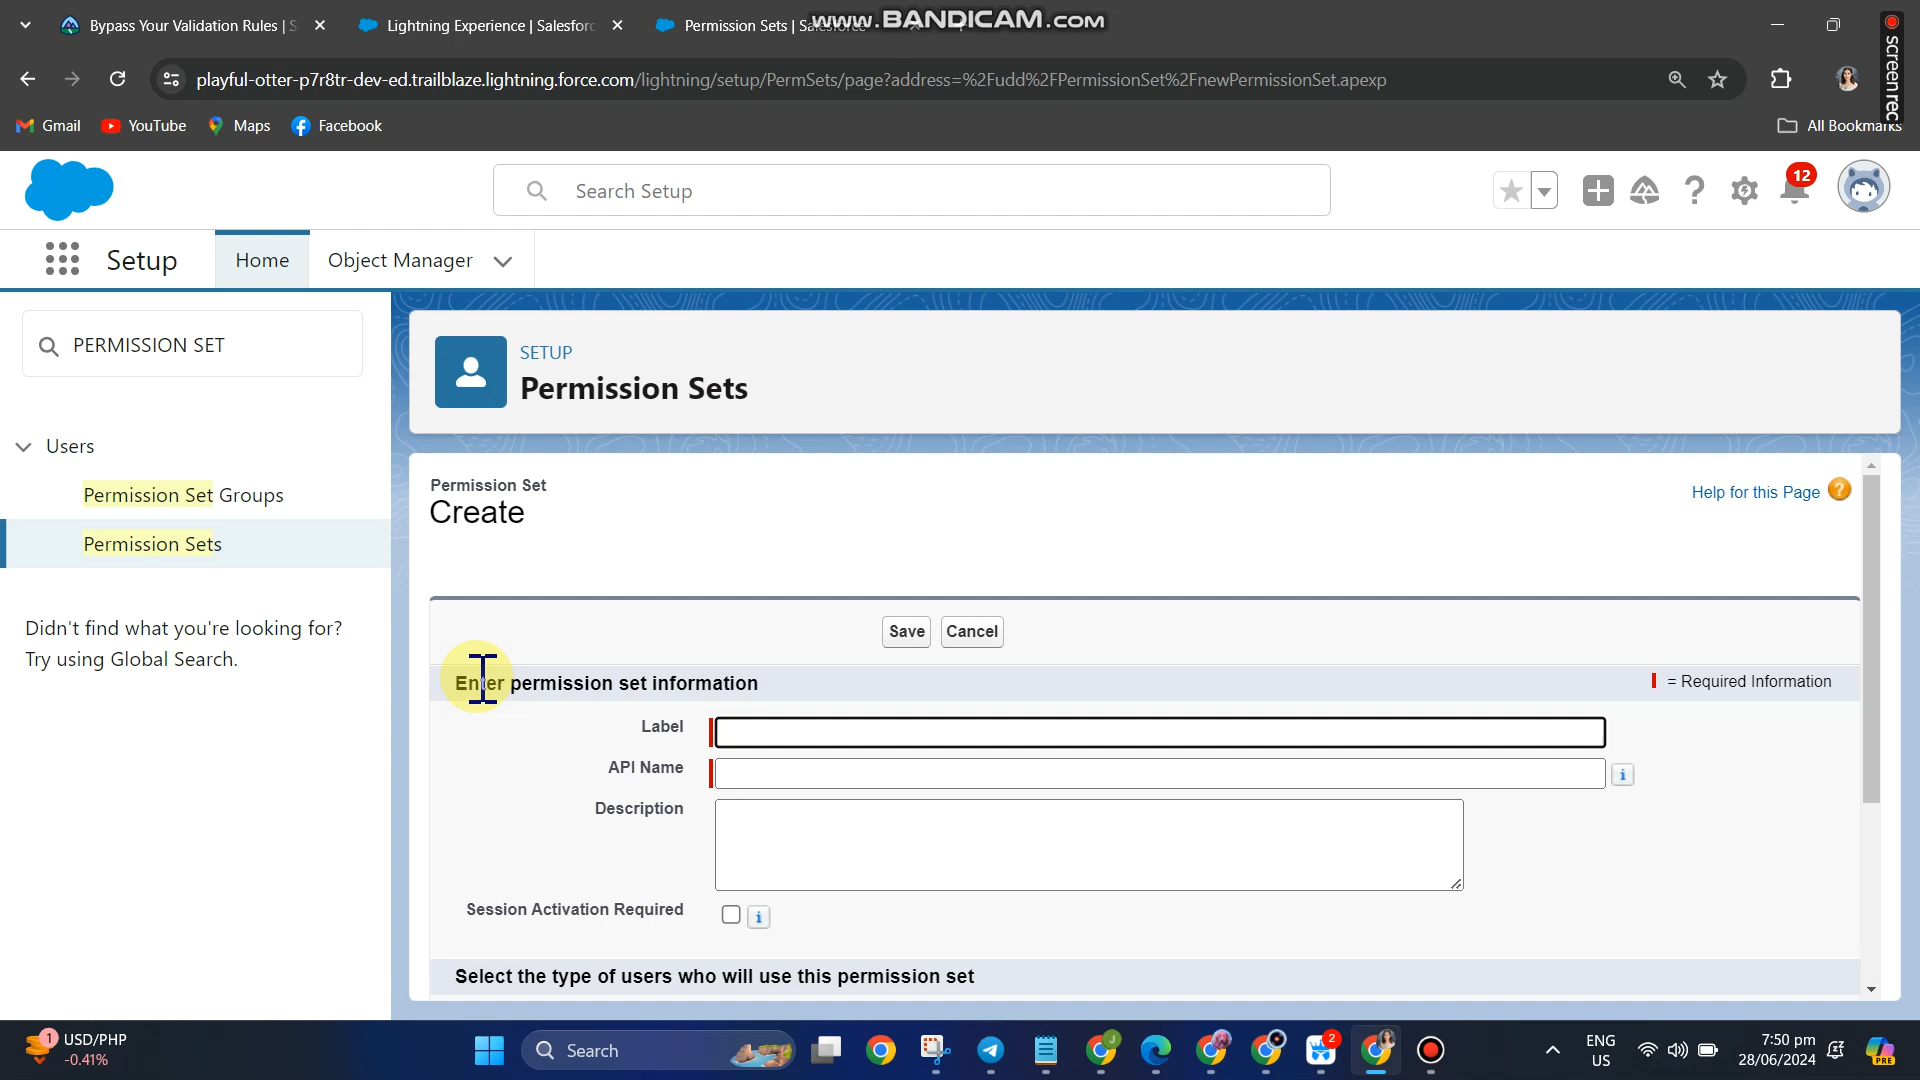 www.BANDICAM.com
Bypass Your Validation Rules | S
Lightning Experience | Salesforc
Permission Sets | Salesforce
screen rec
playful-otter-p7r8tr-dev-ed.trailblaze.lightning.force.com/lightning/setup/PermSets/page?address=%2Fudd%2FPermissionSet%2FnewPermissionSet.apexp
Gmail
YouTube
Maps
Facebook
All Bookmarks
Search Setup
12
Setup
Home
Object Manager
PERMISSION SET
Users
Permission Set Groups
Permission Sets
Didn't find what you're looking for?
Try using Global Search.
SETUP
Permission Sets
Permission Set
Create
Help for this Page
Save
Cancel
Enter permission set information
= Required Information
Label
API Name
Description
Session Activation Required
Select the type of users who will use this permission set
1
USD/PHP
-0.41%
Search
J
2
ENG
US
7:50 pm
28/06/2024
PRE